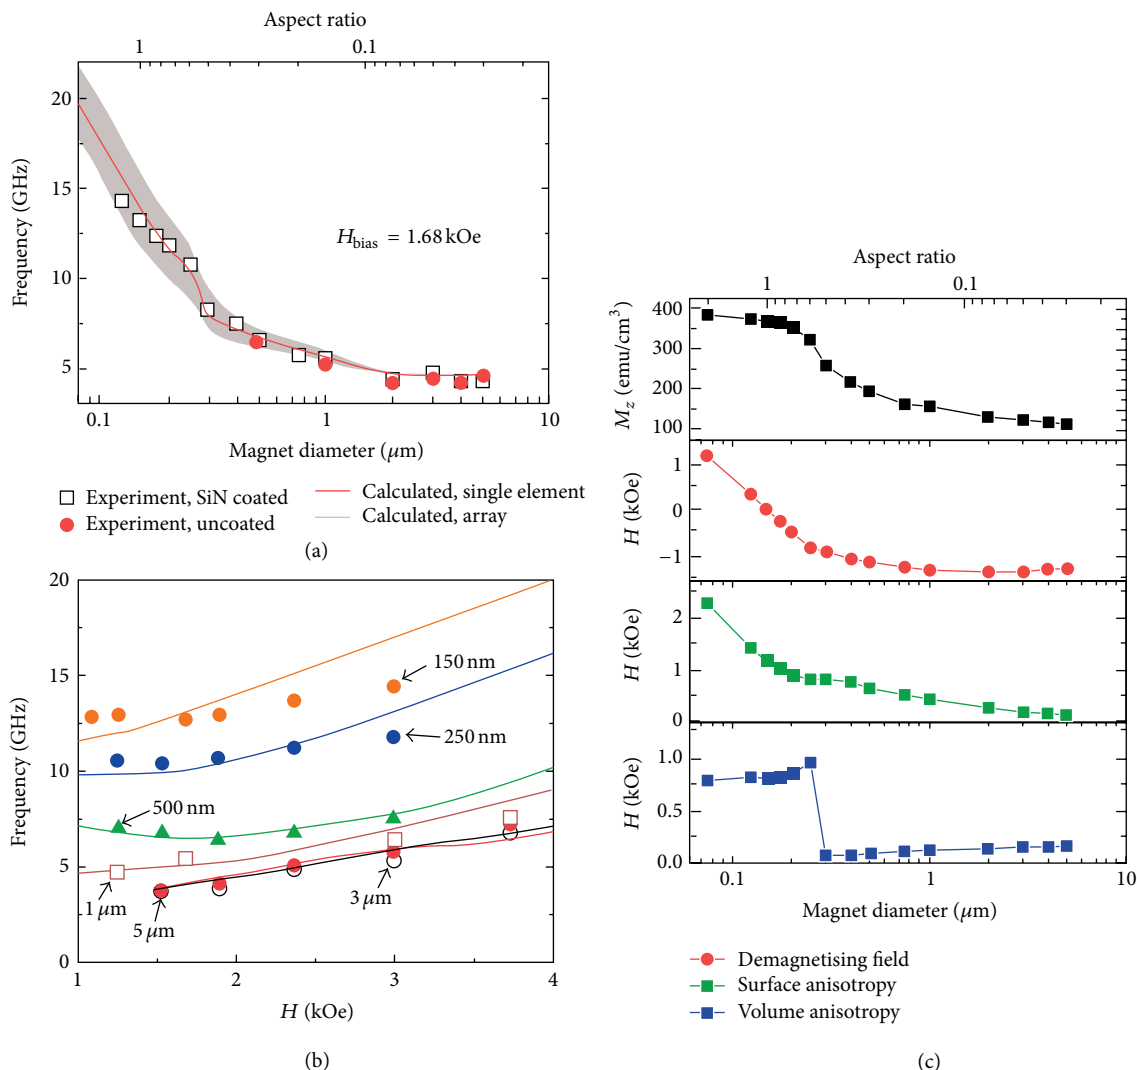 Aspect ratio
1 0.1
20
15
10
5
Frequency (GHz)
H_bias = 1.68 kOe
0.1 1 10
Magnet diameter (μm)
Experiment, SiN coated
Experiment, uncoated
Calculated, single element
Calculated, array
(a)
20
15
10
5
0
Frequency (GHz)
150 nm
250 nm
500 nm
1 μm
5 μm
3 μm
1 2 3 4
H (kOe)
(b)
Aspect ratio
1 0.1
400
300
200
100
M_z (emu/cm³)
1
0
−1
H (kOe)
2
1
0
H (kOe)
1.0
0.5
0.0
H (kOe)
0.1 1 10
Magnet diameter (μm)
Demagnetising field
Surface anisotropy
Volume anisotropy
(c)